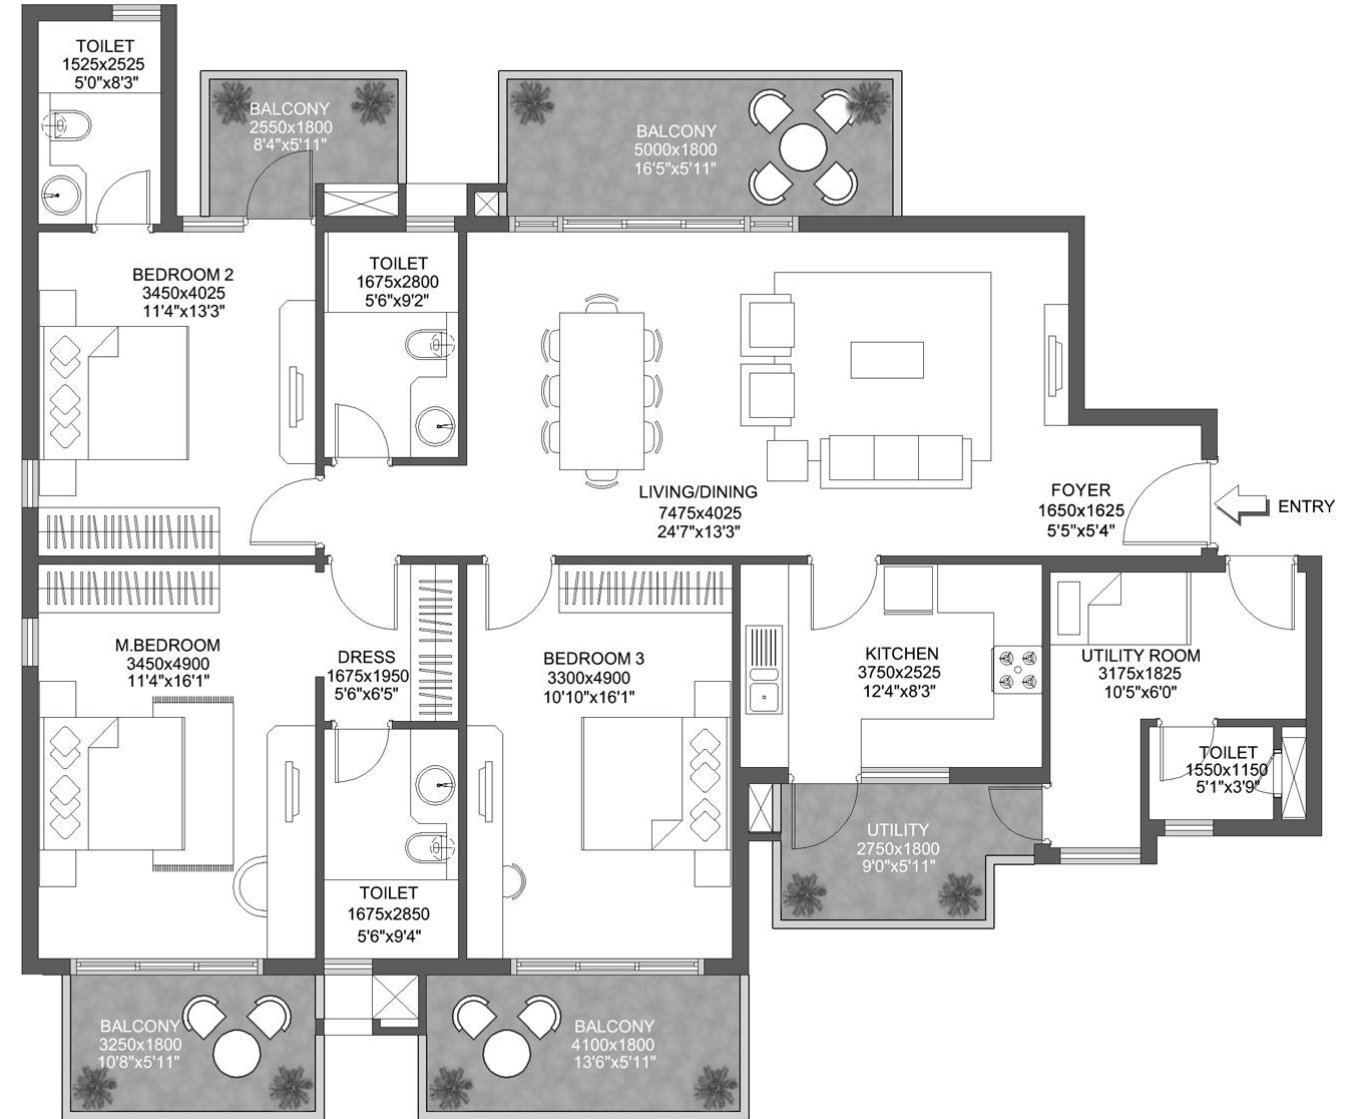 TOILET
1525x2525
5'0"x8'3"
BALCONY
2550x1800
8'4"x5'11"
BALCONY
5000x1800
16'5"x5'11"
BEDROOM 2
3450x4025
11'4"x13'3"
TOILET
1675x2800
5'6"x9'2"
LIVING/DINING
7475x4025
24'7"x13'3"
FOYER
1650x1625
5'5"x5'4"
ENTRY
M.BEDROOM
3450x4900
11'4"x16'1"
DRESS
1675x1950
5'6"x6'5"
BEDROOM 3
3300x4900
10'10"x16'1"
KITCHEN
3750x2525
12'4"x8'3"
UTILITY ROOM
3175x1825
10'5"x6'0"
TOILET
1550x1150
5'1"x3'9"
UTILITY
2750x1800
9'0"x5'11"
TOILET
1675x2850
5'6"x9'4"
BALCONY
3250x1800
10'8"x5'11"
BALCONY
4100x1800
13'6"x5'11"